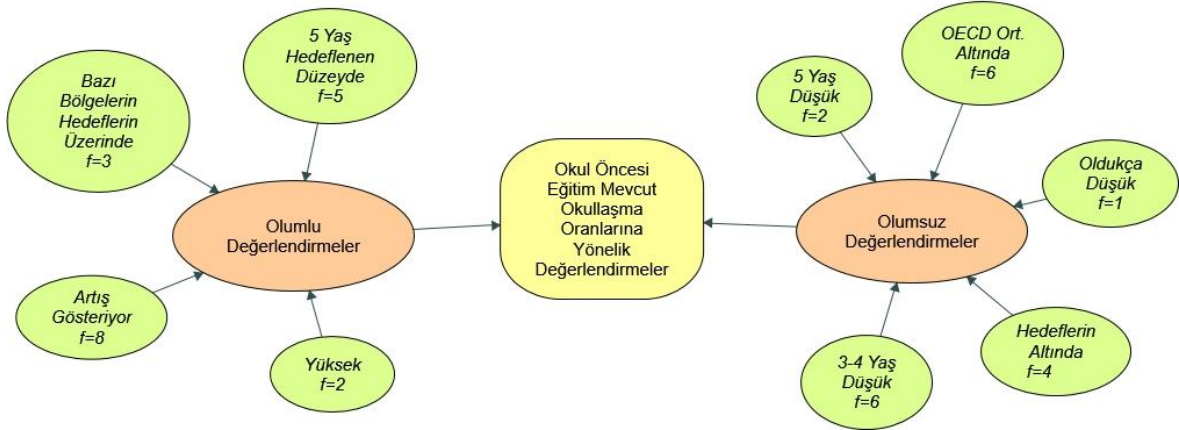 Bazı
Bölgelerin
Hedeflerin
Üzerinde
f=3
5 Yaş
Hedeflenen
Düzeyde
f=5
Olumlu
Değerlendirmeler
Artış
Gösteriyor
f=8
Yüksek
f=2
Okul Öncesi
Eğitim Mevcut
Okullaşma
Oranlarına
Yönelik
Değerlendirmeler
5 Yaş
Düşük
f=2
OECD Ort.
Altında
f=6
Oldukça
Düşük
f=1
Olumsuz
Değerlendirmeler
3-4 Yaş
Düşük
f=6
Hedeflerin
Altında
f=4